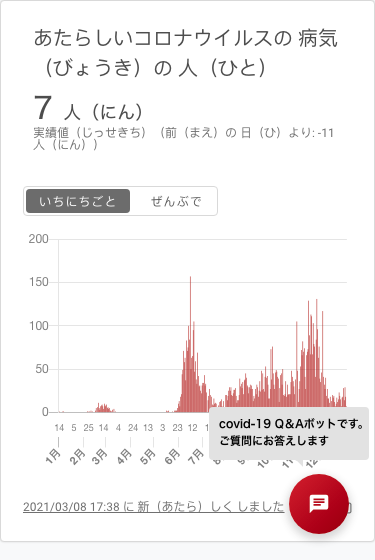 あたらしいコロナウイルスの 病気
（びょうき）の 人（ひと）
7 人（にん）
実績値（じっせきち）（前（まえ）の 日（ひ）より: -11
人（にん））
いちにちごと ぜんぶで
200
150
100
50
0
14 5 25 14 4 24 13 3 23 12
1月 2月 3月 4月 5月 6月 7月
covid-19 Q&Aボットです。
ご質問にお答えします
2021/03/08 17:38 に 新（あたら）しく しました